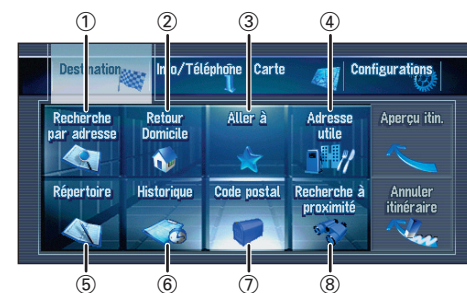 ① ② ③ ④
Destination Info/Téléphone Carte Configurations
Recherche par adresse
Retour Domicile
Aller à
Adresse utile
Aperçu itin.
Répertoire
Historique
Code postal
Recherche à proximité
Annuler itinéraire
⑤ ⑥ ⑦ ⑧